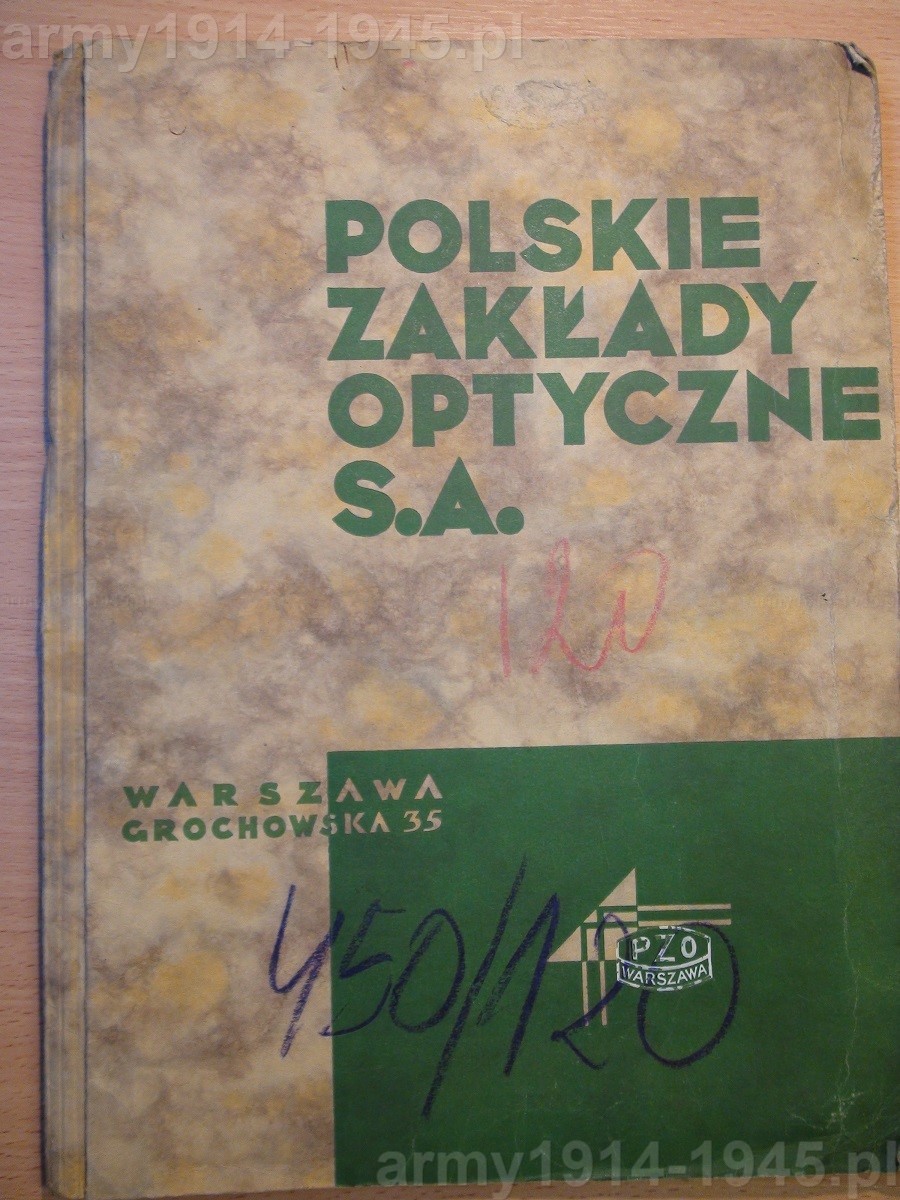 army1914-1945.pl
POLSKIE
ZAKŁADY
OPTYCZNE
S.A.
120
WARSZAWA
GROCHOWSKA 35
450/120
PZO
WARSZAWA
army1914-1945.pl